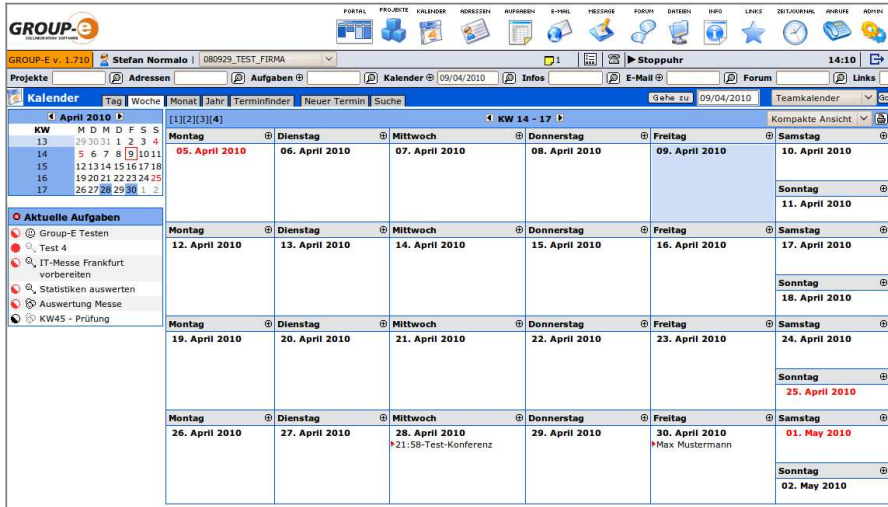 PORTAL PROJEKTE KALENDER ADRESSEN AUFGABEN E-MAIL MESSAGE FORUM DATEIEN INFO LINKS ZEITJOURNAL ANRUFE ADMIN
GROUP-E
COLLABORATION SOFTWARE
GROUP-E v. 1.710 Stefan Normalo | 080929_TEST_FIRMA 1 Stoppuhr 14:10
Projekte Adressen Aufgaben Kalender 09/04/2010 Infos E-Mail Forum Links
Kalender Tag Woche Monat Jahr Terminfinder Neuer Termin Suche Gehe zu 09/04/2010 Teamkalender
April 2010 [1][2][3][4] KW 14 - 17 Kompakte Ansicht
KW M D M D F S S
13 29 30 31 1 2 3 4
14 5 6 7 8 9 10 11
15 12 13 14 15 16 17 18
16 19 20 21 22 23 24 25
17 26 27 28 29 30 1 2
Aktuelle Aufgaben
Group-E Testen
Test 4
IT-Messe Frankfurt
vorbereiten
Statistiken auswerten
Auswertung Messe
KW45 - Prüfung
Montag Dienstag Mittwoch Donnerstag Freitag Samstag
05. April 2010 06. April 2010 07. April 2010 08. April 2010 09. April 2010 10. April 2010
Sonntag
11. April 2010
Montag Dienstag Mittwoch Donnerstag Freitag Samstag
12. April 2010 13. April 2010 14. April 2010 15. April 2010 16. April 2010 17. April 2010
Sonntag
18. April 2010
Montag Dienstag Mittwoch Donnerstag Freitag Samstag
19. April 2010 20. April 2010 21. April 2010 22. April 2010 23. April 2010 24. April 2010
Sonntag
25. April 2010
Montag Dienstag Mittwoch Donnerstag Freitag Samstag
26. April 2010 27. April 2010 28. April 2010 29. April 2010 30. April 2010 01. May 2010
21:58-Test-Konferenz Max Mustermann
Sonntag
02. May 2010